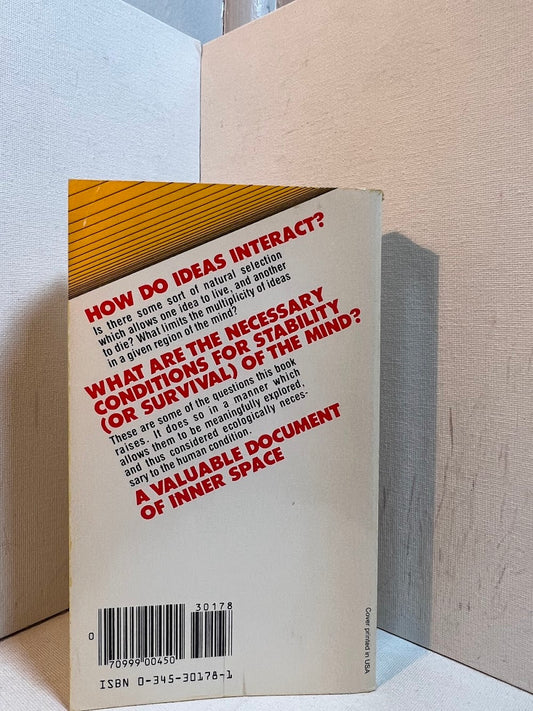 HOW DO IDEAS INTERACT?
Is there some sort of natural selection
which allows one idea to live, and another
to die? What limits the multiplicity of ideas
in a given region of the mind?
WHAT ARE THE NECESSARY
CONDITIONS FOR STABILITY
(OR SURVIVAL) OF THE MIND?
These are some of the questions this book
raises. It does so in a manner which
allows them to be meaningfully explored,
and thus considered ecologically neces-
sary to the human condition.
A VALUABLE DOCUMENT
OF INNER SPACE
30178
0
70999 00450
ISBN 0-345-30178-1
Cover printed in USA